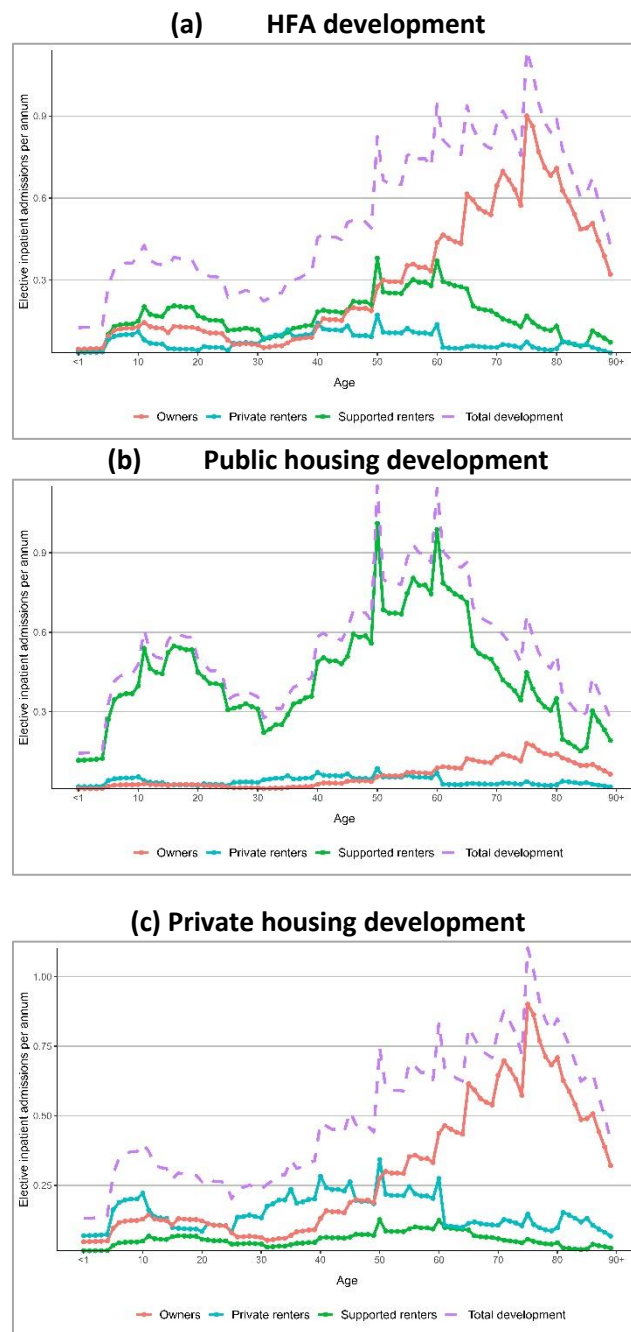 (a) HFA development
Elective inpatient admissions per annum
0.9
0.6
0.3
<1 10 20 30 40 50 60 70 80 90+
Age
Owners Private renters Supported renters Total development
(b) Public housing development
Elective inpatient admissions per annum
0.9
0.6
0.3
<1 10 20 30 40 50 60 70 80 90+
Age
Owners Private renters Supported renters Total development
(c) Private housing development
Elective inpatient admissions per annum
1.00
0.75
0.50
0.25
<1 10 20 30 40 50 60 70 80 90+
Age
Owners Private renters Supported renters Total development